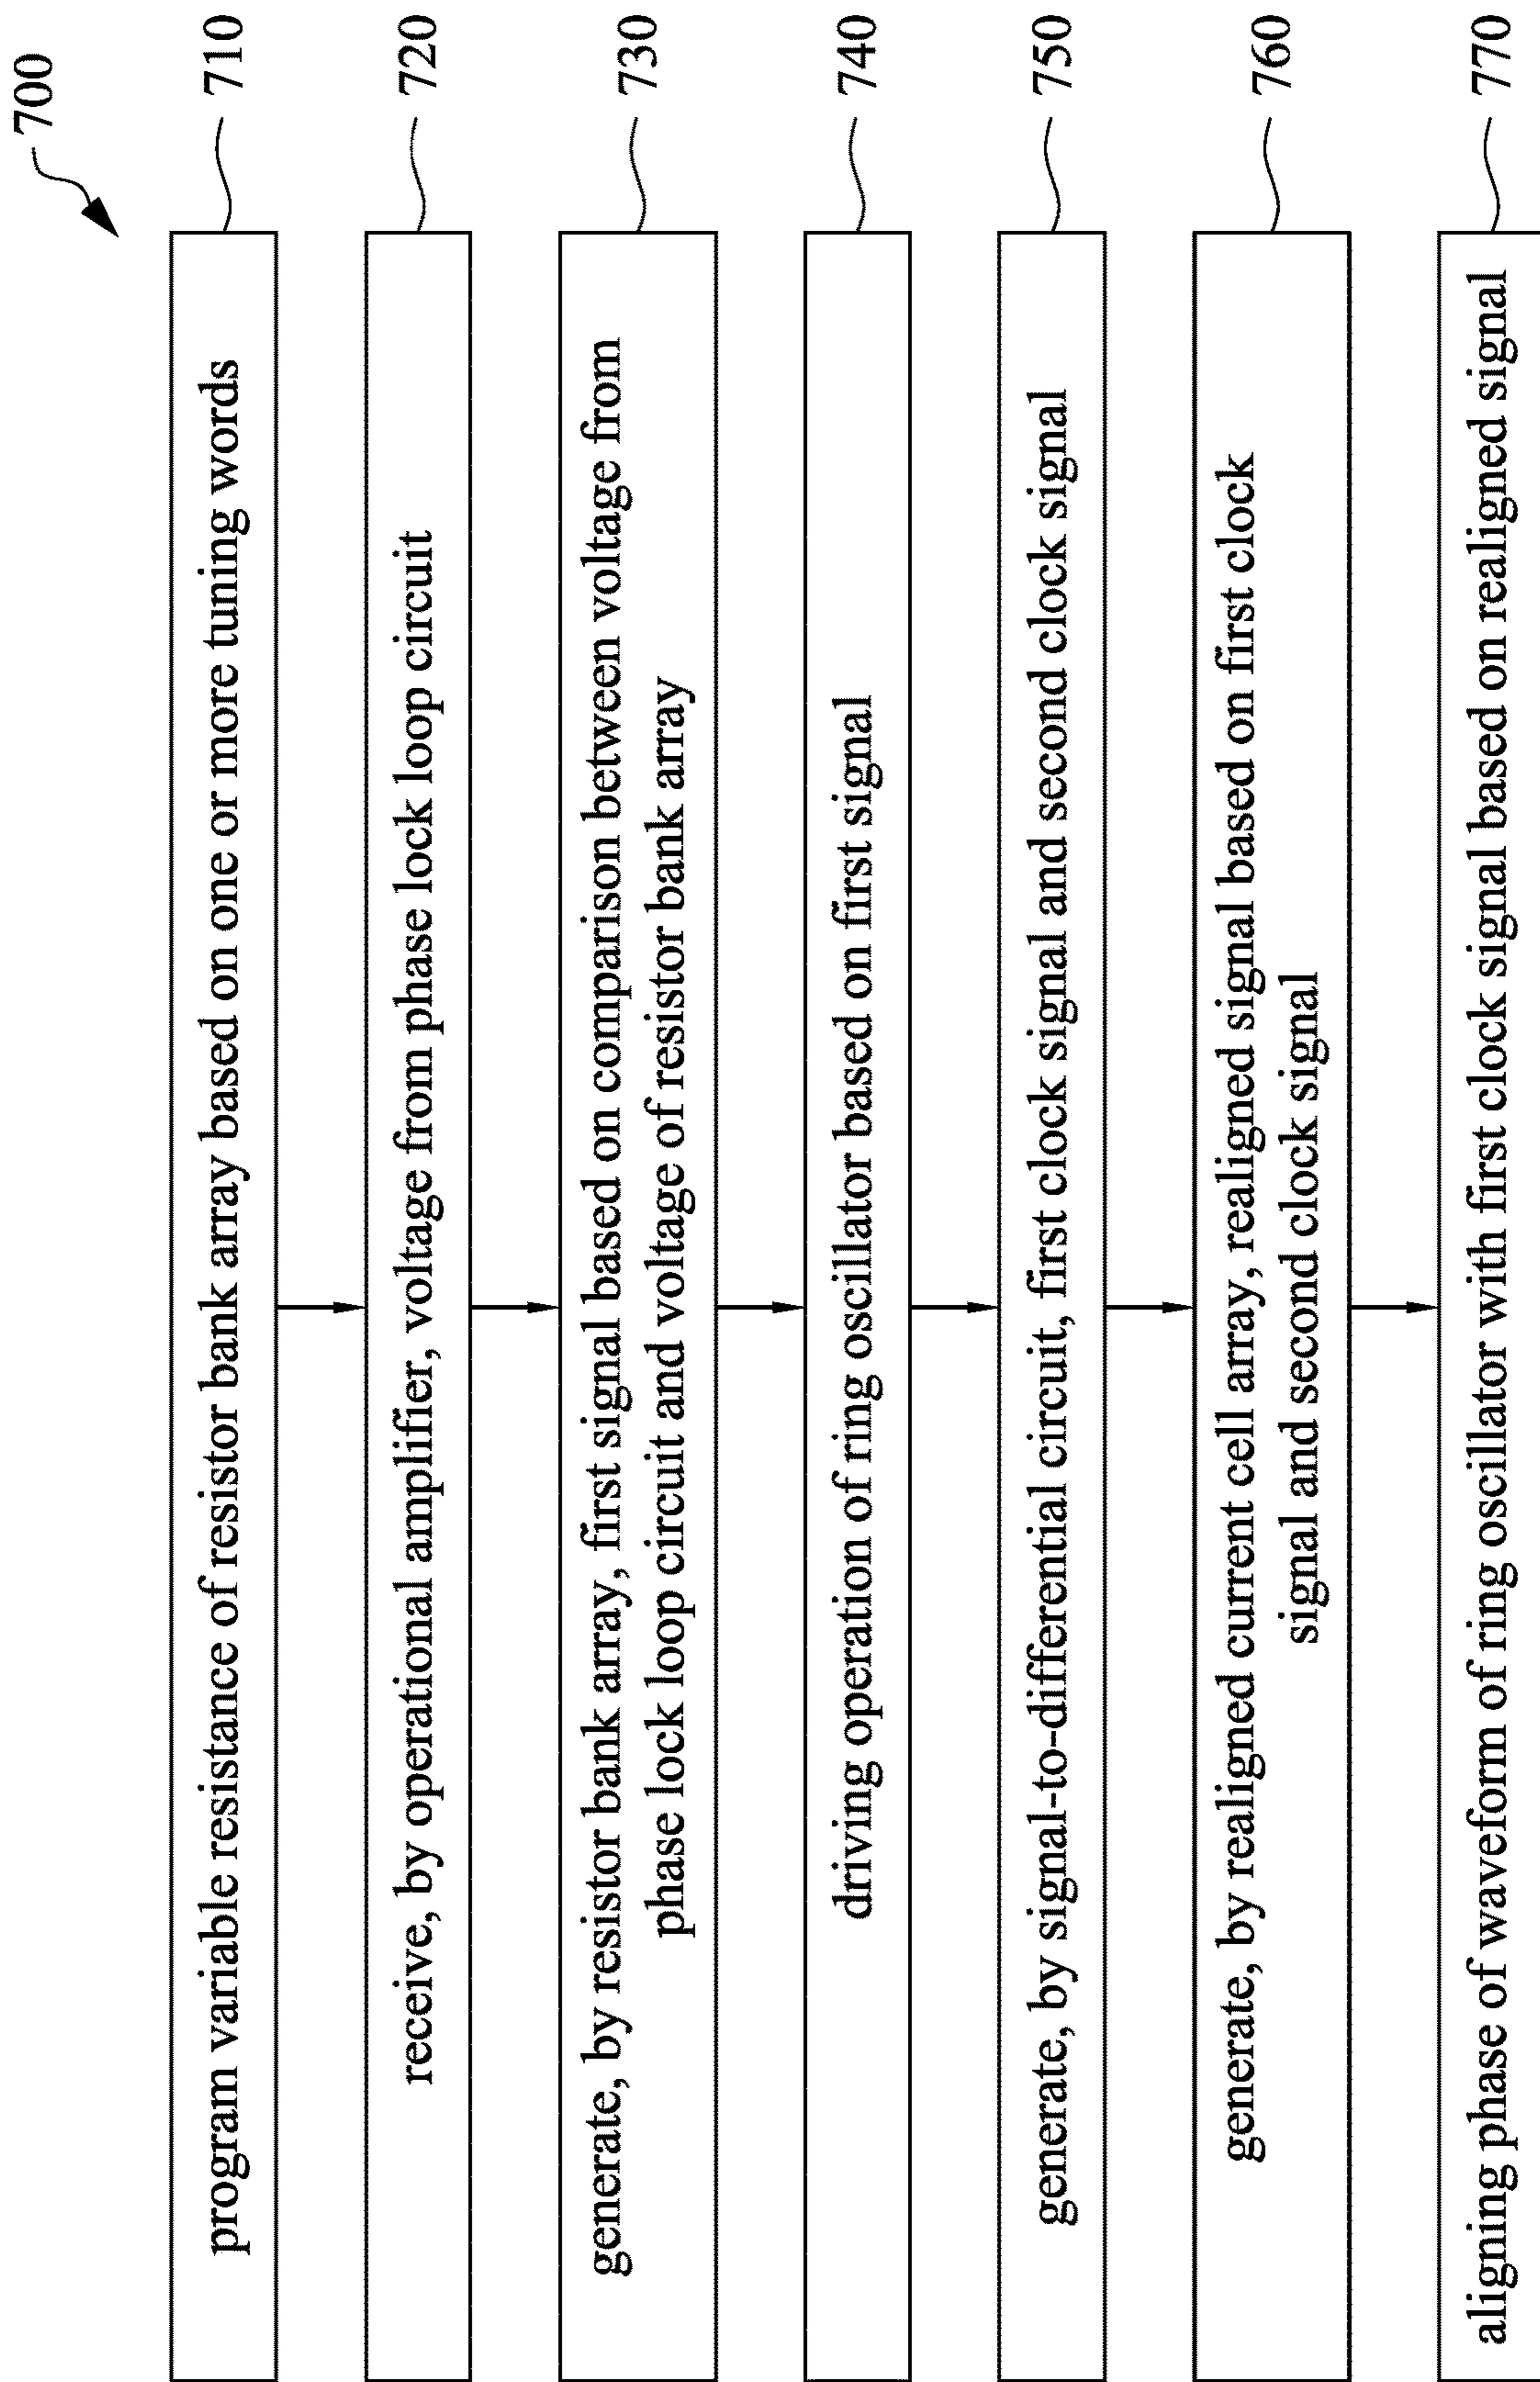 700
program variable resistance of resistor bank array based on one or more tuning words
710
receive, by operational amplifier, voltage from phase lock loop circuit
720
generate, by resistor bank array, first signal based on comparison between voltage from
phase lock loop circuit and voltage of resistor bank array
730
driving operation of ring oscillator based on first signal
740
generate, by signal-to-differential circuit, first clock signal and second clock signal
750
generate, by realigned current cell array, realigned signal based on first clock
signal and second clock signal
760
aligning phase of waveform of ring oscillator with first clock signal based on realigned signal
770